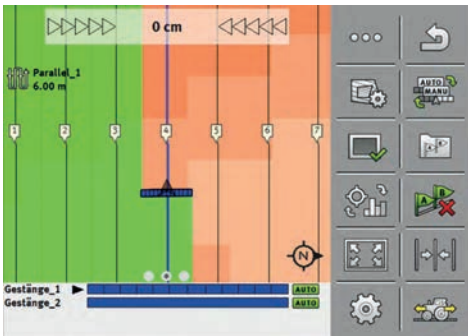 0 cm
Parallel_1
6.00 m
1 2 3 4 5 6 7
AUTO
MANU
A B
N
Gestänge_1 AUTO
Gestänge_2 AUTO